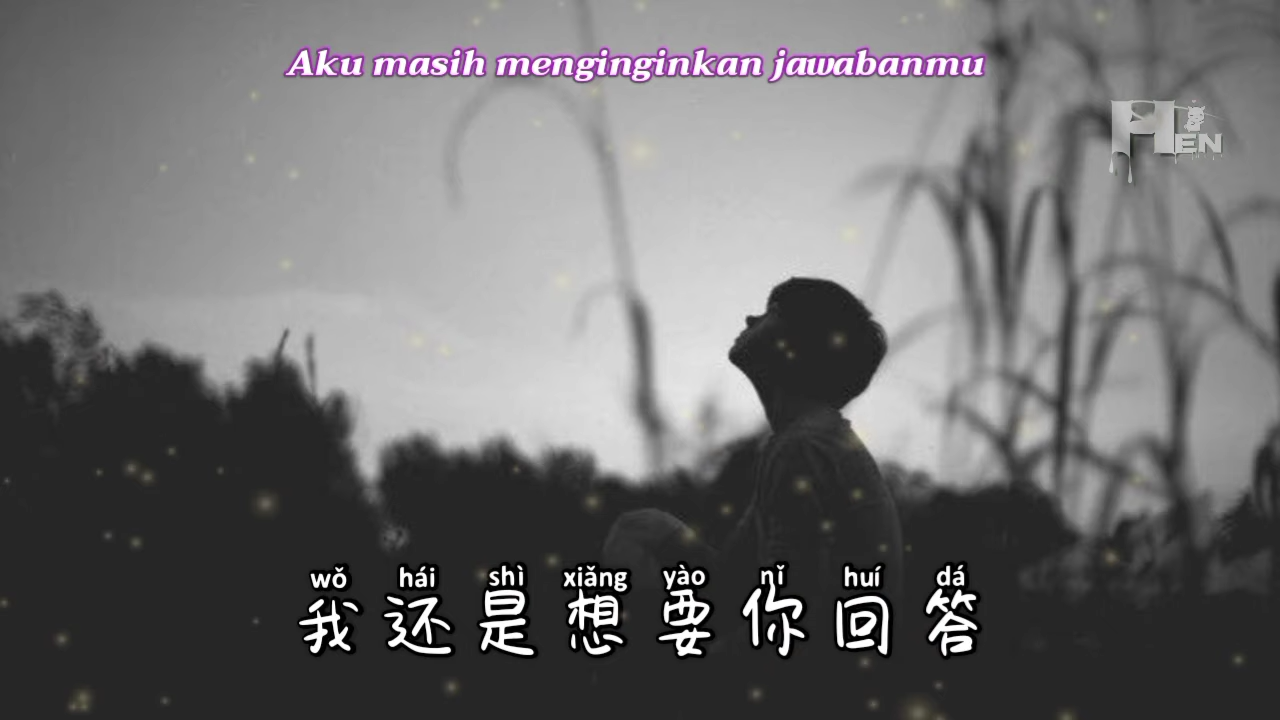 Aku masih menginginkan jawabanmu
HEN
wǒ hái shì xiǎng yào nǐ huí dá
我还是想要你回答